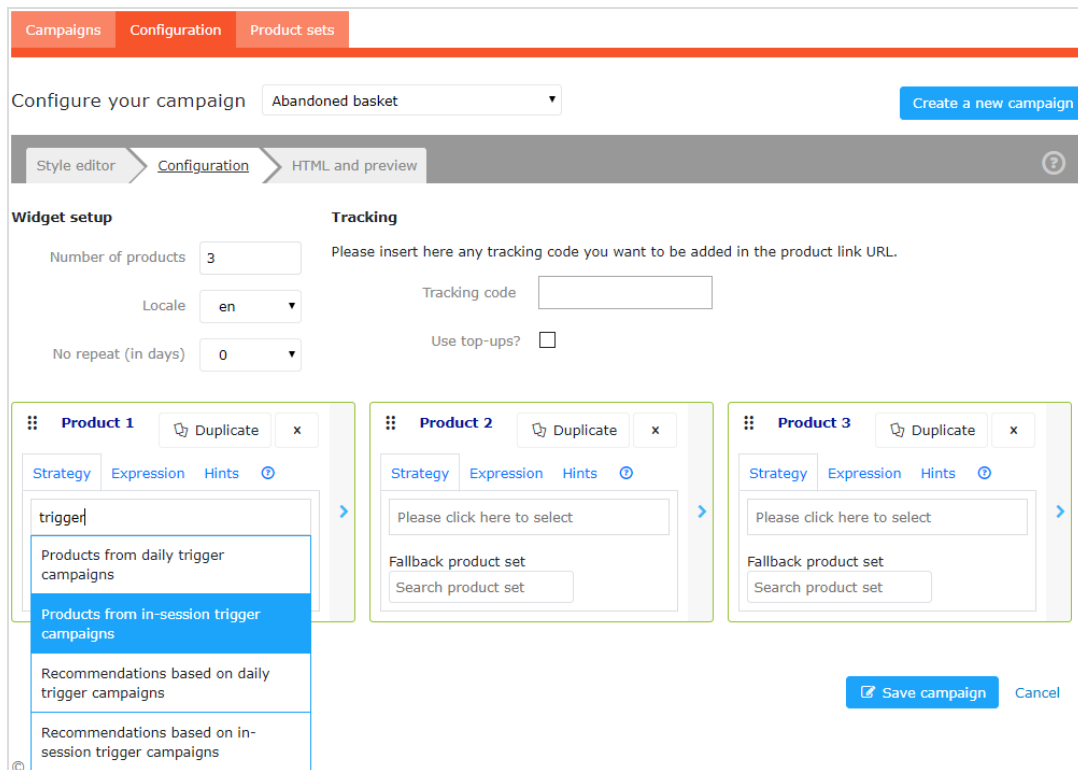 Campaigns Configuration Product sets
Configure your campaign Abandoned basket Create a new campaign
Style editor Configuration HTML and preview ?
Widget setup
Number of products 3
Locale en
No repeat (in days) 0
Tracking
Please insert here any tracking code you want to be added in the product link URL.
Tracking code
Use top-ups?
Product 1 Duplicate x
Strategy Expression Hints ?
trigger
Products from daily trigger
campaigns
Products from in-session trigger
campaigns
Recommendations based on daily
trigger campaigns
Recommendations based on in-
session trigger campaigns
Product 2 Duplicate x
Strategy Expression Hints ?
Please click here to select
Fallback product set
Search product set
Product 3 Duplicate x
Strategy Expression Hints ?
Please click here to select
Fallback product set
Search product set
Save campaign Cancel
©